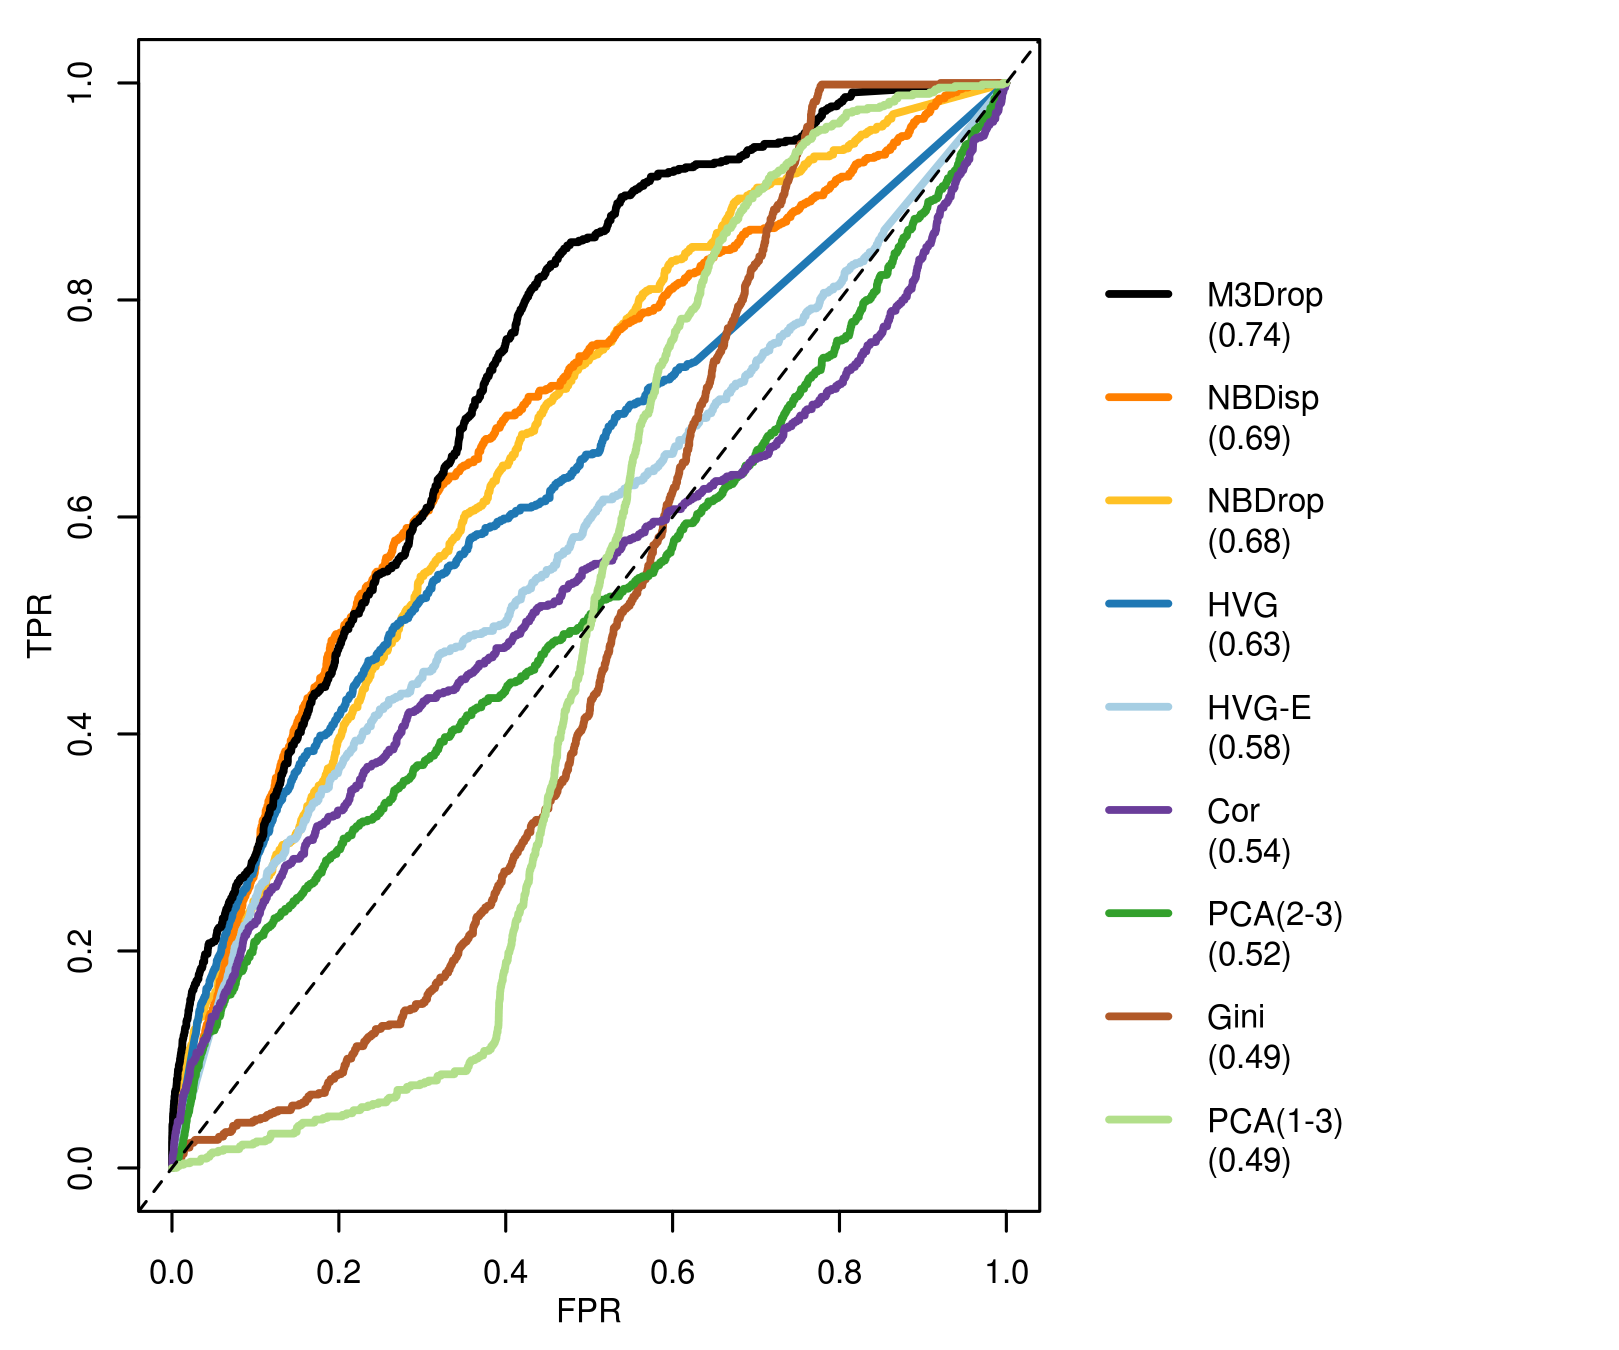 1.0
0.8
0.6
0.4
0.2
0.0
TPR
0.0 0.2 0.4 0.6 0.8 1.0
FPR
M3Drop
(0.74)
NBDisp
(0.69)
NBDrop
(0.68)
HVG
(0.63)
HVG-E
(0.58)
Cor
(0.54)
PCA(2-3)
(0.52)
Gini
(0.49)
PCA(1-3)
(0.49)